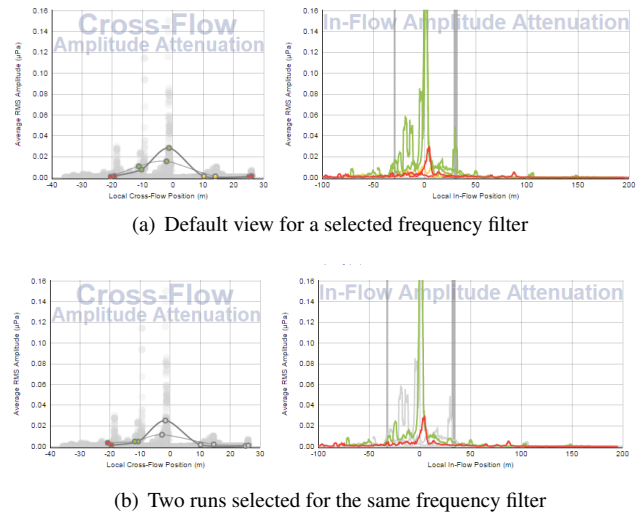 Cross-Flow
Amplitude Attenuation
Average RMS Amplitude (µPa)
0.16
0.14
0.12
0.10
0.08
0.06
0.04
0.02
0.00
-40 -30 -20 -10 0 10 20 30
Local Cross-Flow Position (m)
In-Flow Amplitude Attenuation
Average RMS Amplitude (µPa)
0.16
0.14
0.12
0.10
0.08
0.06
0.04
0.02
0.00
-100 -50 0 50 100 150 200
Local In-Flow Position (m)
(a) Default view for a selected frequency filter
Cross-Flow
Amplitude Attenuation
Average RMS Amplitude (µPa)
0.16
0.14
0.12
0.10
0.08
0.06
0.04
0.02
0.00
-40 -30 -20 -10 0 10 20 30
Local Cross-Flow Position (m)
In-Flow Amplitude Attenuation
Average RMS Amplitude (µPa)
0.16
0.14
0.12
0.10
0.08
0.06
0.04
0.02
0.00
-100 -50 0 50 100 150 200
Local In-Flow Position (m)
(b) Two runs selected for the same frequency filter